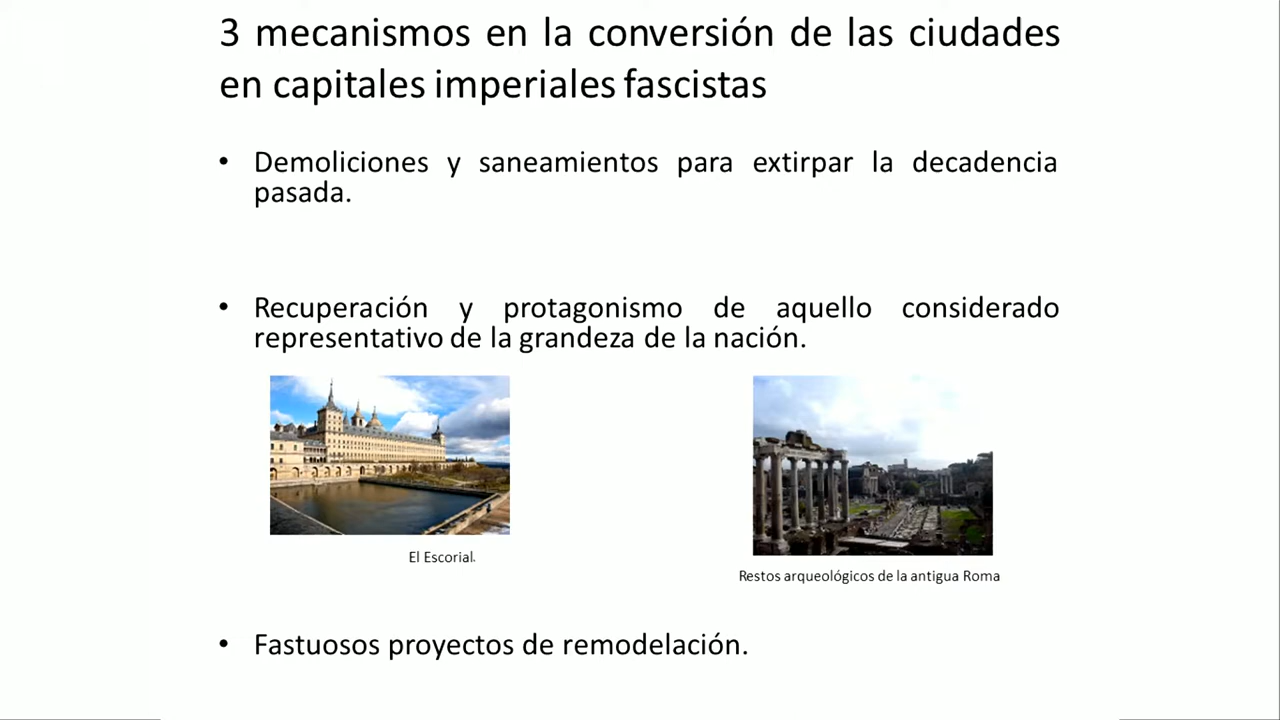 3 mecanismos en la conversión de las ciudades
en capitales imperiales fascistas
• Demoliciones y saneamientos para extirpar la decadencia
pasada.
• Recuperación y protagonismo de aquello considerado
representativo de la grandeza de la nación.
El Escorial.
Restos arqueológicos de la antigua Roma
• Fastuosos proyectos de remodelación.